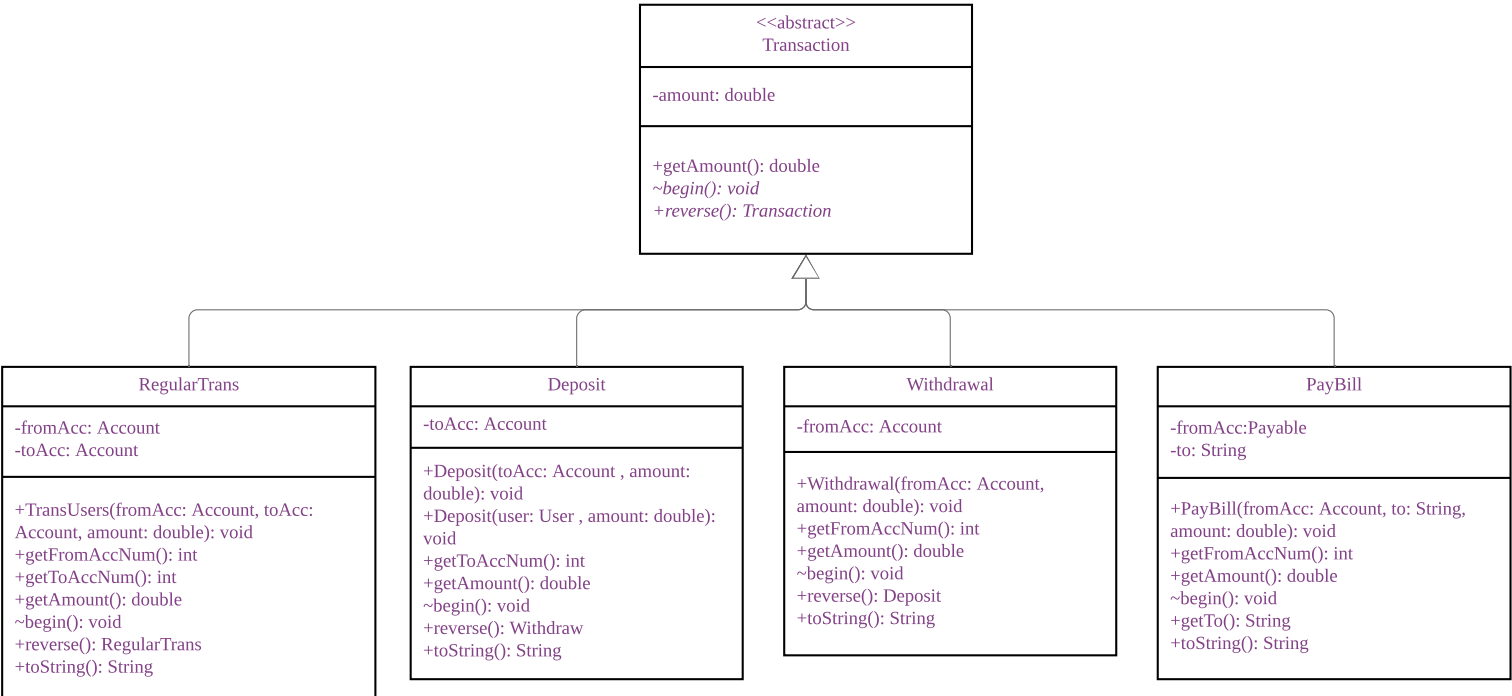 <<abstract>>
Transaction
-amount: double
+getAmount(): double
~begin(): void
+reverse(): Transaction
RegularTrans
-fromAcc: Account
-toAcc: Account
+TransUsers(fromAcc: Account, toAcc:
Account, amount: double): void
+getFromAccNum(): int
+getToAccNum(): int
+getAmount(): double
~begin(): void
+reverse(): RegularTrans
+toString(): String
Deposit
-toAcc: Account
+Deposit(toAcc: Account , amount:
double): void
+Deposit(user: User , amount: double):
void
+getToAccNum(): int
+getAmount(): double
~begin(): void
+reverse(): Withdraw
+toString(): String
Withdrawal
-fromAcc: Account
+Withdrawal(fromAcc: Account,
amount: double): void
+getFromAccNum(): int
+getAmount(): double
~begin(): void
+reverse(): Deposit
+toString(): String
PayBill
-fromAcc:Payable
-to: String
+PayBill(fromAcc: Account, to: String,
amount: double): void
+getFromAccNum(): int
+getAmount(): double
~begin(): void
+getTo(): String
+toString(): String